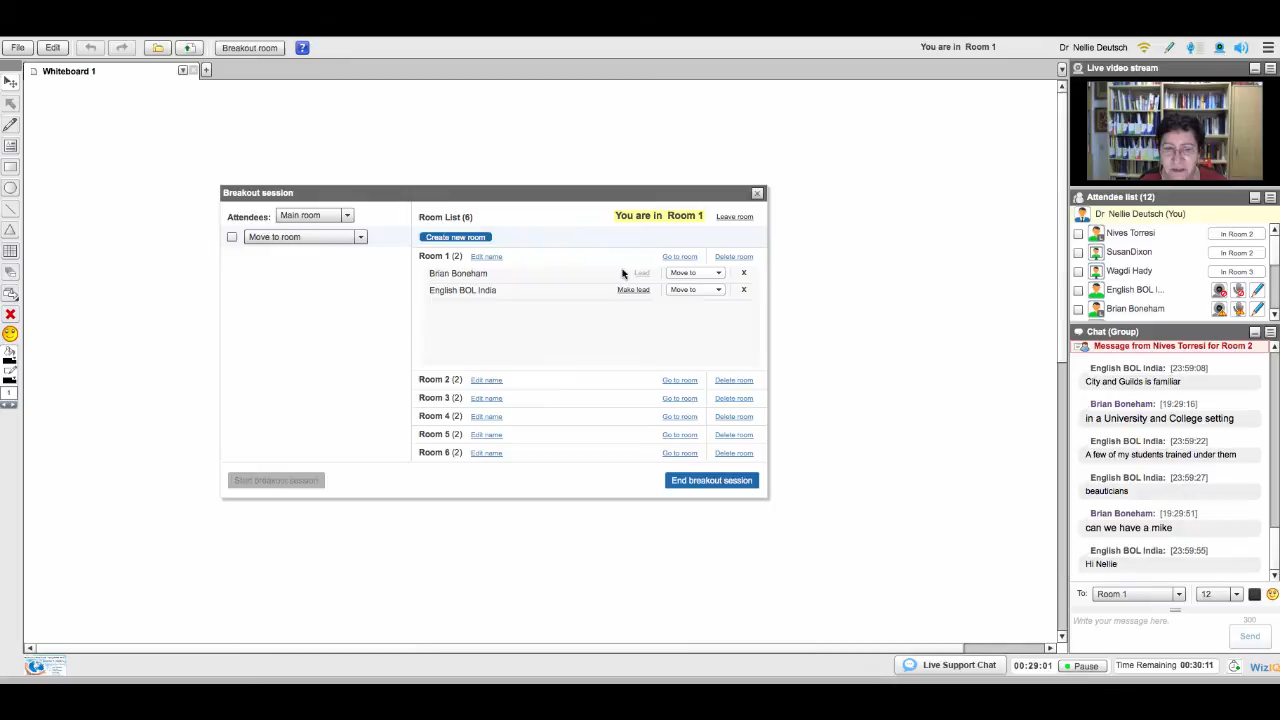 File Edit Breakout room ? You are in Room 1 Dr Nellie Deutsch
Whiteboard 1
Live video stream
Attendee list (12)
Dr Nellie Deutsch (You)
Nives Torresi In Room 2
SusanDixon In Room 2
Wagdi Hady In Room 3
English BOL I...
Brian Boneham
Breakout session
Attendees: Main room
Move to room
Room List (6) You are in Room 1 Leave room
Create new room
Room 1 (2) Edit name Go to room Delete room
Brian Boneham Lead Move to X
English BOL India Make lead Move to X
Room 2 (2) Edit name Go to room Delete room
Room 3 (2) Edit name Go to room Delete room
Room 4 (2) Edit name Go to room Delete room
Room 5 (2) Edit name Go to room Delete room
Room 6 (2) Edit name Go to room Delete room
Start breakout session End breakout session
Chat (Group)
Message from Nives Torresi for Room 2
English BOL India: [23:59:08]
City and Guilds is familiar
Brian Boneham: [19:29:16]
in a University and College setting
English BOL India: [23:59:22]
A few of my students trained under them
English BOL India: [23:59:27]
beauticians
Brian Boneham: [19:29:51]
can we have a mike
English BOL India: [23:59:55]
Hi Nellie
To: Room 1 12
Write your message here. 300
Send
1
Live Support Chat 00:29:01 Pause Time Remaining 00:30:11 WizIQ